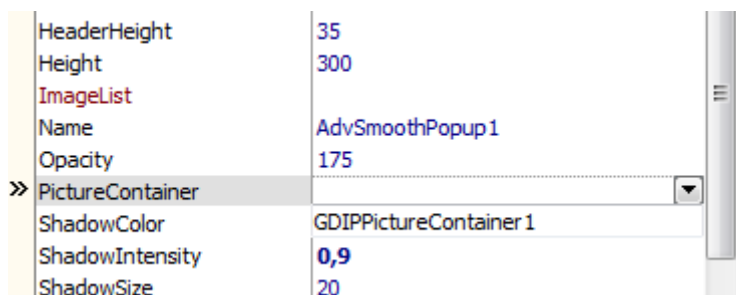 HeaderHeight 35
Height 300
ImageList
Name AdvSmoothPopup1
Opacity 175
» PictureContainer
ShadowColor GDIPPictureContainer1
ShadowIntensity 0,9
ShadowSize 20